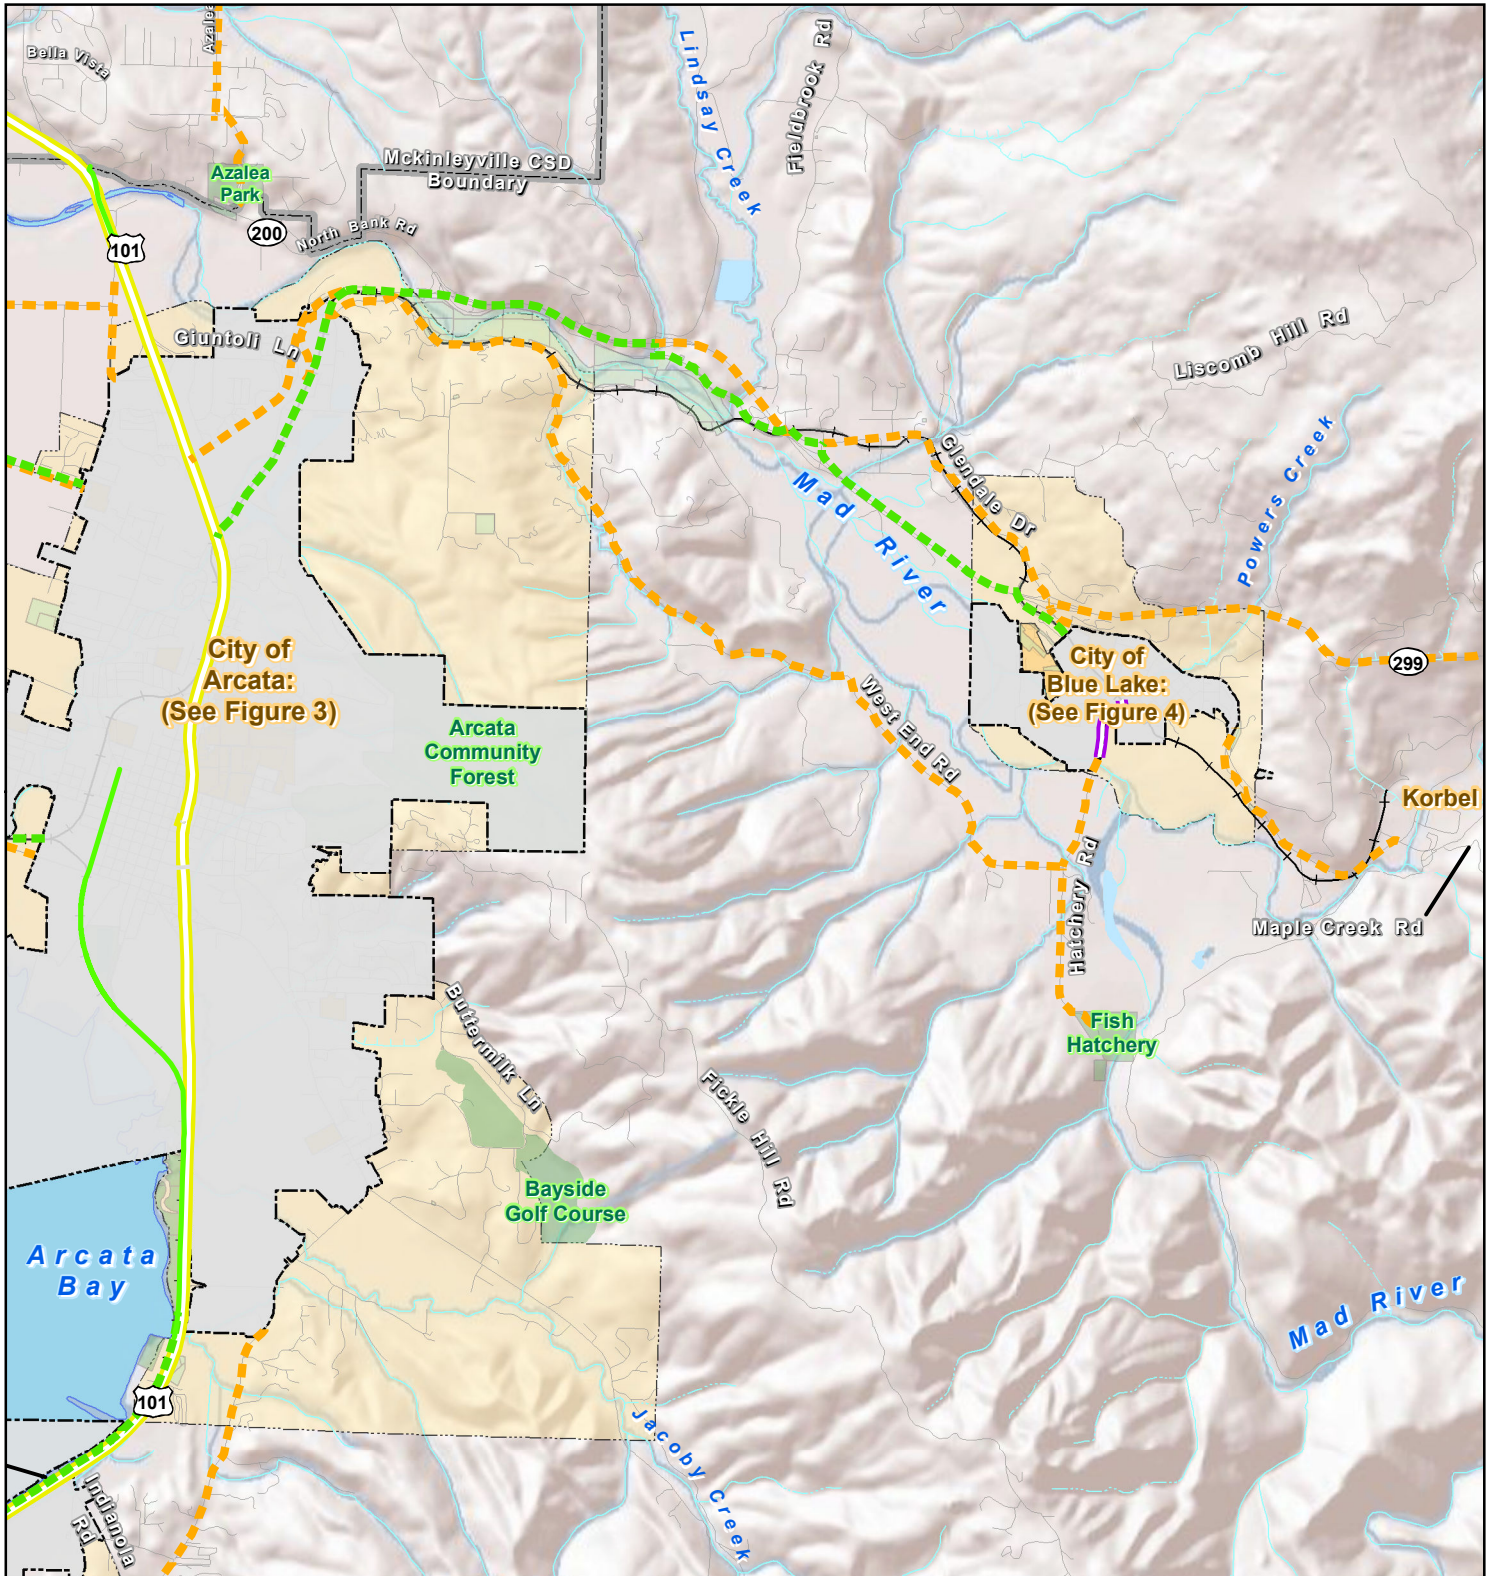 Azalea
Bella Vista
Lindsay Creek
Fieldbrook Rd
Mckinleyville CSD
Boundary
Azalea
Park
200
North Bank Rd
101
Giuntoli Ln
Liscomb Hill Rd
Powers Creek
Glendale Dr
Mad River
City of
Arcata:
(See Figure 3)
City of
Blue Lake:
(See Figure 4)
299
West End Rd
Arcata
Community
Forest
Korbel
Hatchery Rd
Maple Creek Rd
Buttermilk Ln
Fish
Hatchery
Fickle Hill Rd
Bayside
Golf Course
Arcata
Bay
Mad River
101
Jacoby Creek
Indianola
Rd